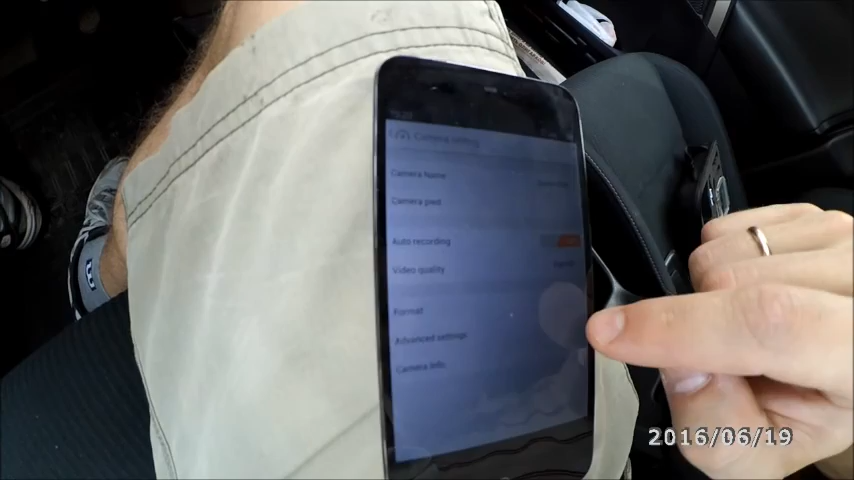 Camera setting
Camera Name
Camera pwd
Auto recording
Video quality
Format
Advanced settings
Camera Info
2016/06/19